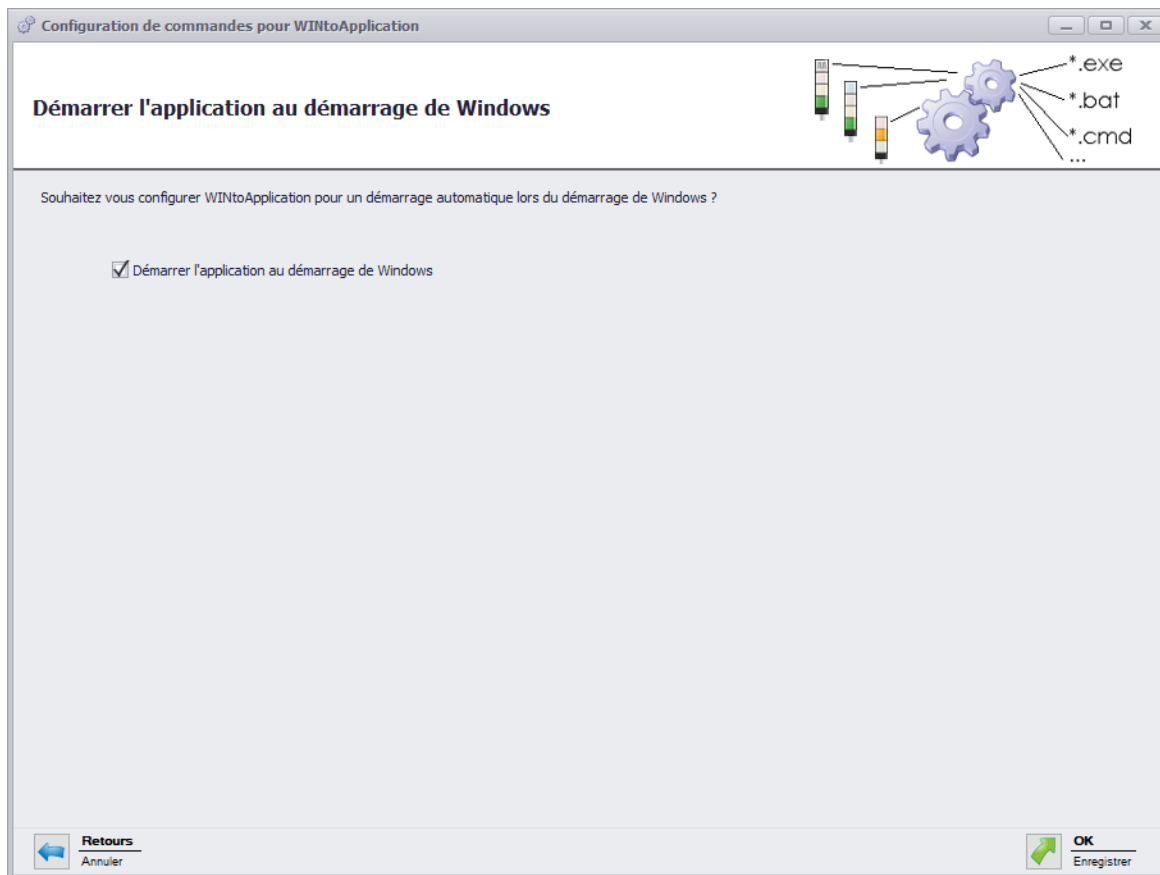 Configuration de commandes pour WINtoApplication
Démarrer l'application au démarrage de Windows
*.exe
*.bat
*.cmd
...
Souhaitez vous configurer WINtoApplication pour un démarrage automatique lors du démarrage de Windows ?
Démarrer l'application au démarrage de Windows
Retours
Annuler
OK
Enregistrer